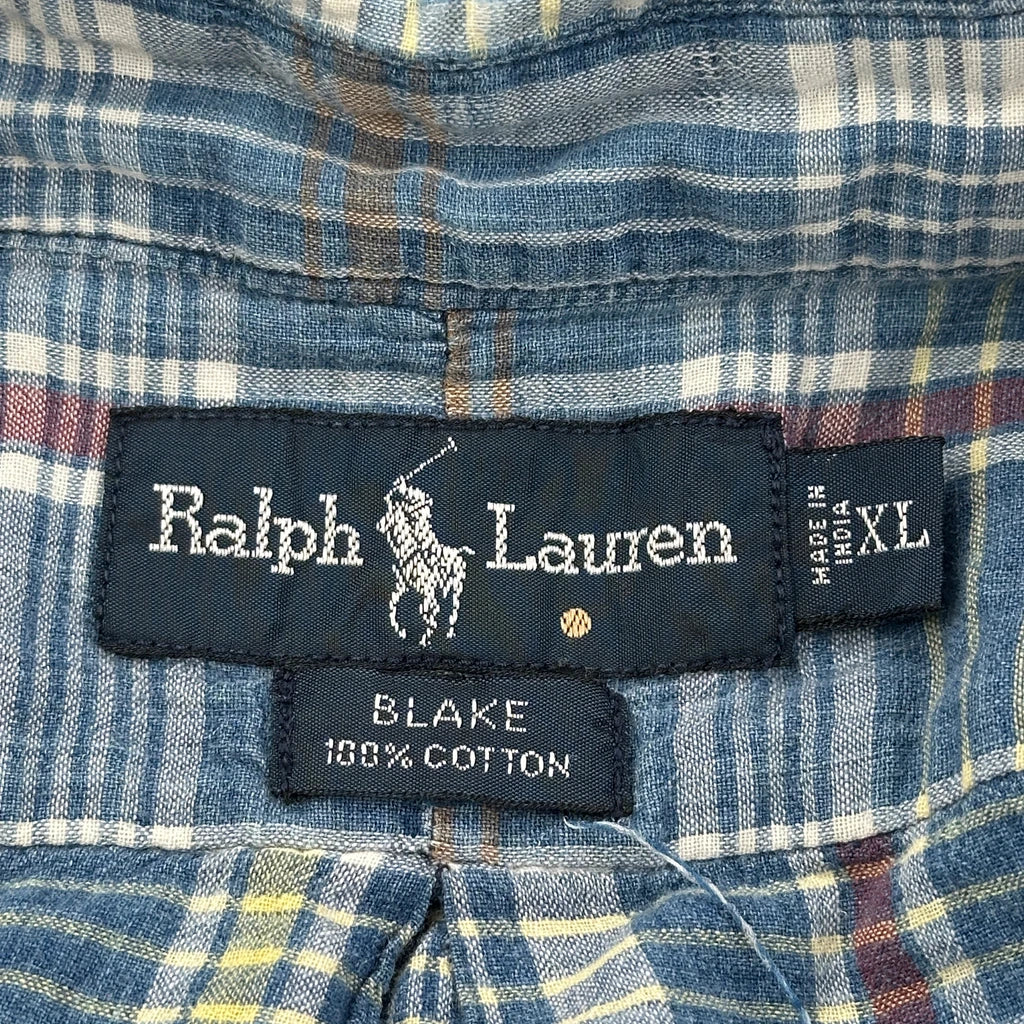 Ralph Lauren
MADE IN
INDIA
XL
BLAKE
100% COTTON